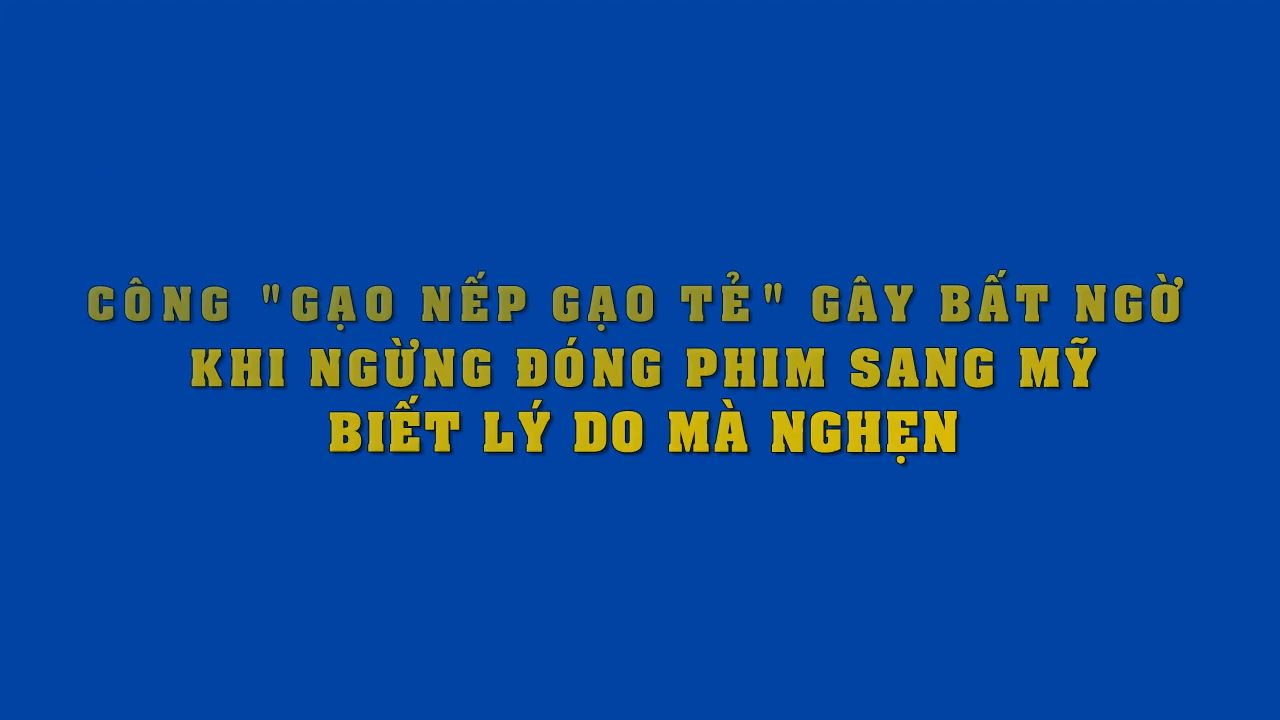 CÔNG "GẠO NẾP GẠO TẺ" GÂY BẤT NGỜ
KHI NGỪNG ĐÓNG PHIM SANG MỸ
BIẾT LÝ DO MÀ NGHẸN